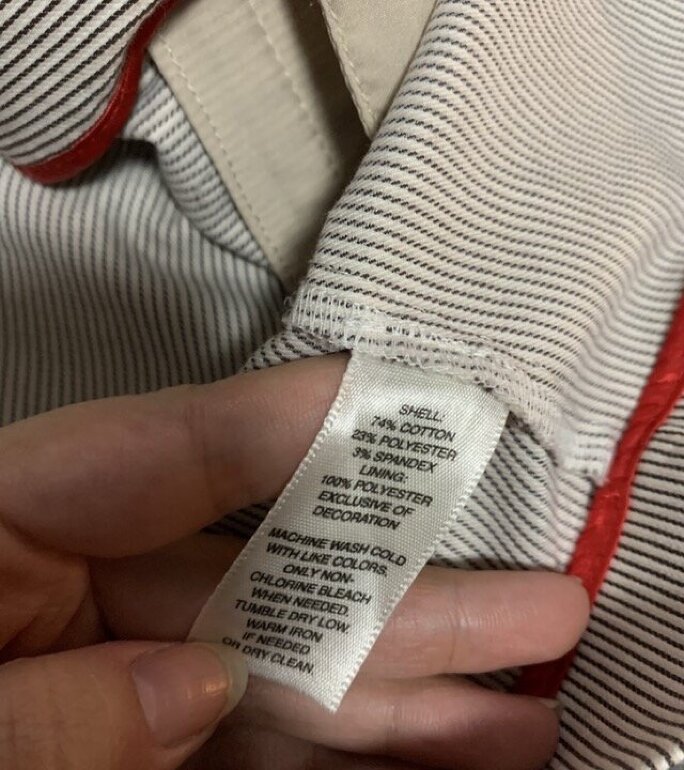 SHELL:
74% COTTON
23% POLYESTER
3% SPANDEX
LINING:
100% POLYESTER
EXCLUSIVE OF
DECORATION
MACHINE WASH COLD
WITH LIKE COLORS.
ONLY NON-
CHLORINE BLEACH
WHEN NEEDED.
TUMBLE DRY LOW.
WARM IRON
IF NEEDED
OR DRY CLEAN.